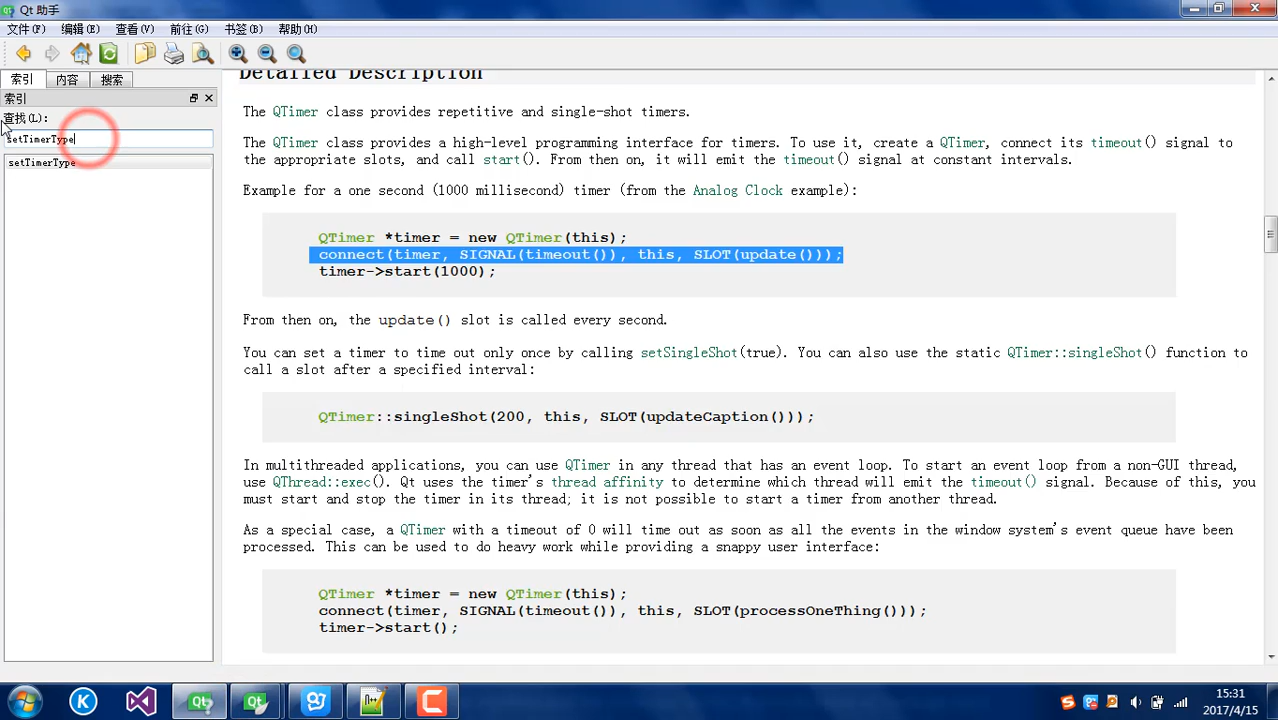 Qt 助手
文件(F) 编辑(E) 查看(V) 前往(G) 书签(B) 帮助(H)
索引 内容 搜索
索引
查找(L):
setTimerType
setTimerType
Detailed Description
The QTimer class provides repetitive and single-shot timers.
The QTimer class provides a high-level programming interface for timers. To use it, create a QTimer, connect its timeout() signal to
the appropriate slots, and call start(). From then on, it will emit the timeout() signal at constant intervals.
Example for a one second (1000 millisecond) timer (from the Analog Clock example):
QTimer *timer = new QTimer(this);
connect(timer, SIGNAL(timeout()), this, SLOT(update()));
timer->start(1000);
From then on, the update() slot is called every second.
You can set a timer to time out only once by calling setSingleShot(true). You can also use the static QTimer::singleShot() function to
call a slot after a specified interval:
QTimer::singleShot(200, this, SLOT(updateCaption()));
In multithreaded applications, you can use QTimer in any thread that has an event loop. To start an event loop from a non-GUI thread,
use QThread::exec(). Qt uses the timer's thread affinity to determine which thread will emit the timeout() signal. Because of this, you
must start and stop the timer in its thread; it is not possible to start a timer from another thread.
As a special case, a QTimer with a timeout of 0 will time out as soon as all the events in the window system's event queue have been
processed. This can be used to do heavy work while providing a snappy user interface:
QTimer *timer = new QTimer(this);
connect(timer, SIGNAL(timeout()), this, SLOT(processOneThing()));
timer->start();
15:31
2017/4/15